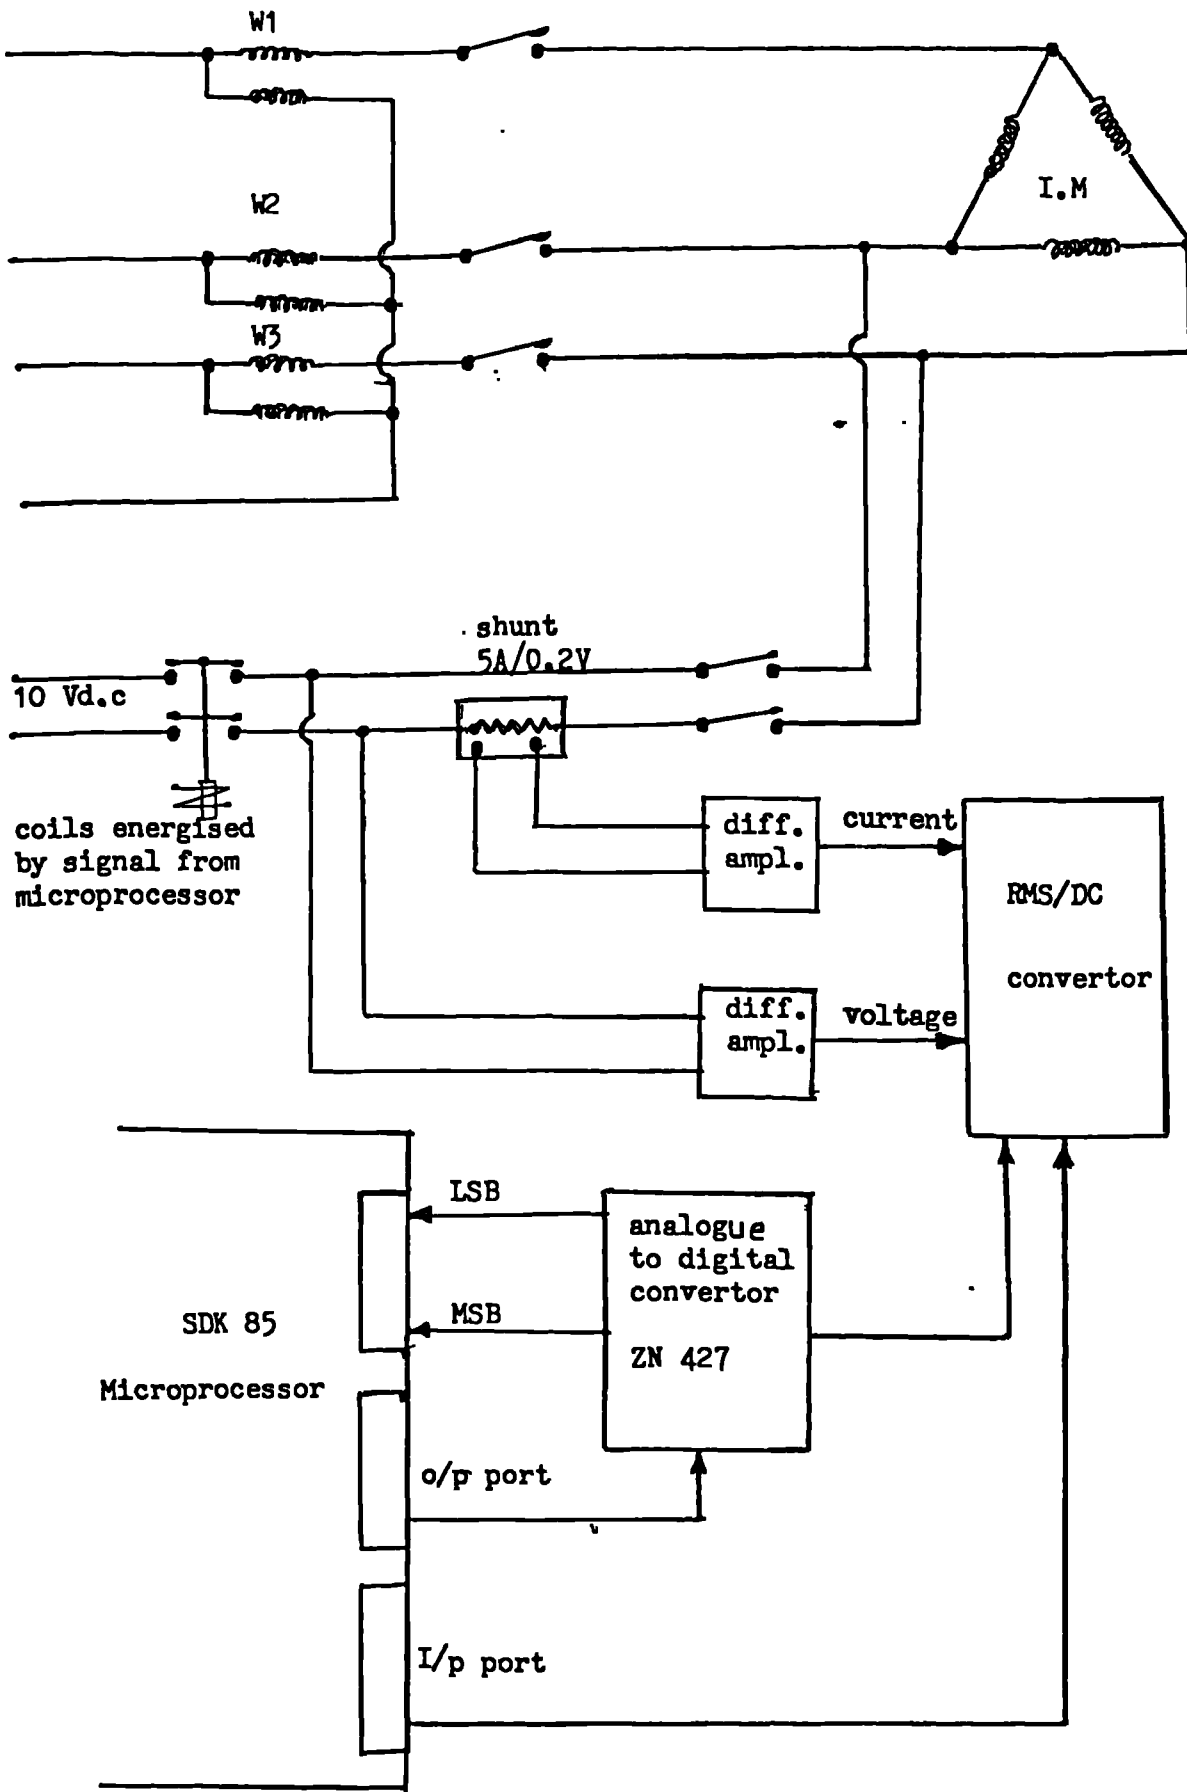 W1
W2
I.M
W3
shunt
5A/0.2V
10 Vd.c
coils energised
by signal from
microprocessor
diff.
ampl.
current
RMS/DC
convertor
diff.
ampl.
voltage
LSB
MSB
analogue
to digital
convertor
ZN 427
SDK 85
Microprocessor
o/p port
I/p port